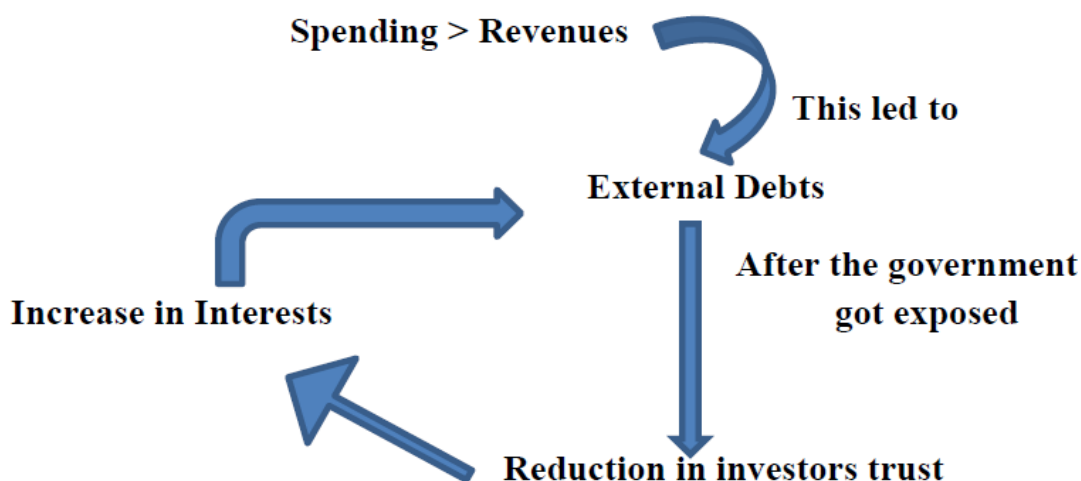 Spending > Revenues
This led to
External Debts
After the government
got exposed
Increase in Interests
Reduction in investors trust